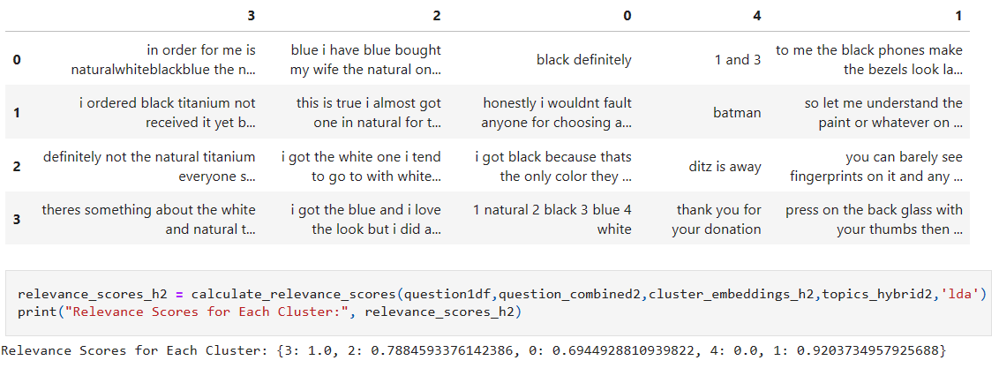 3 2 0 4 1
0 in order for me is naturalwhiteblackblue the n... blue i have blue bought my wife the natural on... black definitely 1 and 3 to me the black phones make the bezels look la...
1 i ordered black titanium not received it yet b... this is true i almost got one in natural for t... honestly i wouldnt fault anyone for choosing a... batman so let me understand the paint or whatever on ...
2 definitely not the natural titanium everyone s... i got the white one i tend to go to with white... i got black because thats the only color they ... ditz is away you can barely see fingerprints on it and any ...
3 theres something about the white and natural t... i got the blue and i love the look but i did a... 1 natural 2 black 3 blue 4 white thank you for your donation press on the back glass with your thumbs then ...
relevance_scores_h2 = calculate_relevance_scores(question1df,question_combined2,cluster_embeddings_h2,topics_hybrid2,'lda')
print("Relevance Scores for Each Cluster:", relevance_scores_h2)
Relevance Scores for Each Cluster: {3: 1.0, 2: 0.7884593376142386, 0: 0.6944928810939822, 4: 0.0, 1: 0.9203734957925688}